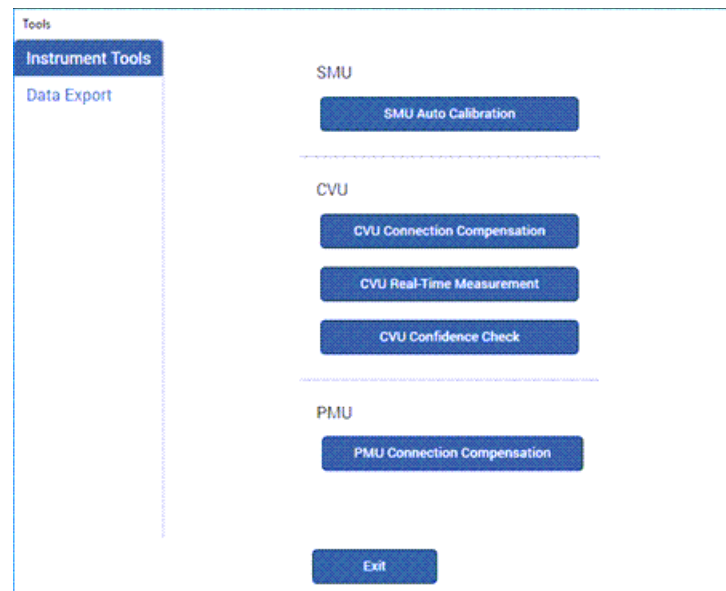 Tools
Instrument Tools
Data Export
SMU
SMU Auto Calibration
CVU
CVU Connection Compensation
CVU Real-Time Measurement
CVU Confidence Check
PMU
PMU Connection Compensation
Exit